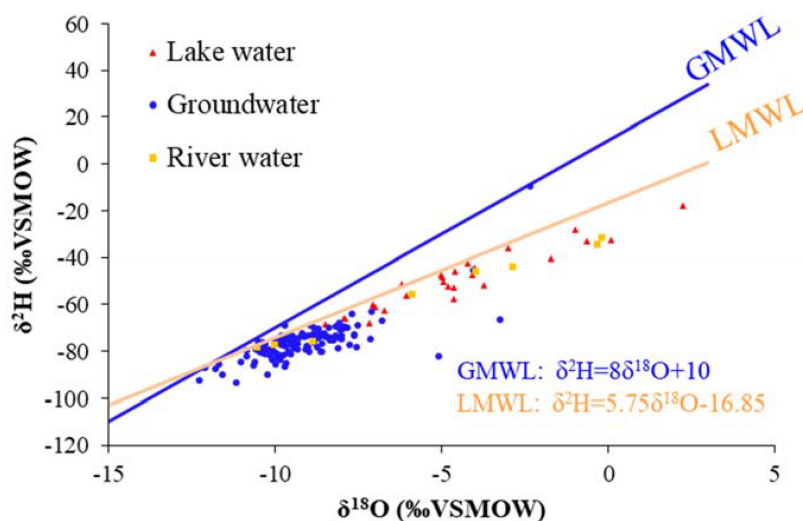 60
40
20
0
-20
-40
-60
-80
-100
-120
δ²H (‰VSMOW)
Lake water
Groundwater
River water
GMWL
LMWL
GMWL: δ²H=8δ¹⁸O+10
LMWL: δ²H=5.75δ¹⁸O-16.85
-15 -10 -5 0 5
δ¹⁸O (‰VSMOW)